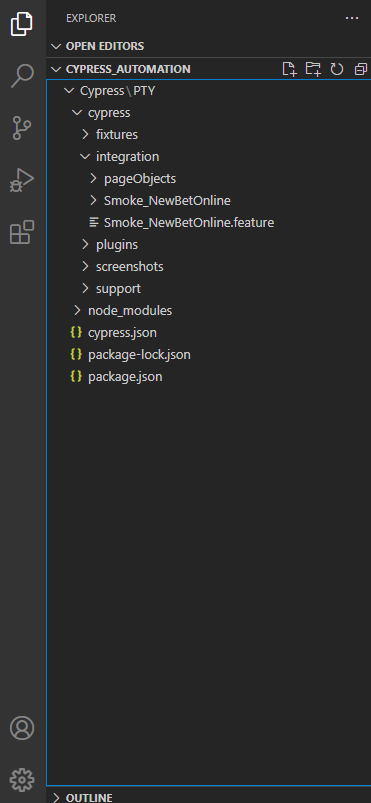 EXPLORER
OPEN EDITORS
CYPRESS_AUTOMATION
Cypress\PTY
cypress
fixtures
integration
pageObjects
Smoke_NewBetOnline
Smoke_NewBetOnline.feature
plugins
screenshots
support
node_modules
{} cypress.json
{} package-lock.json
{} package.json
OUTLINE